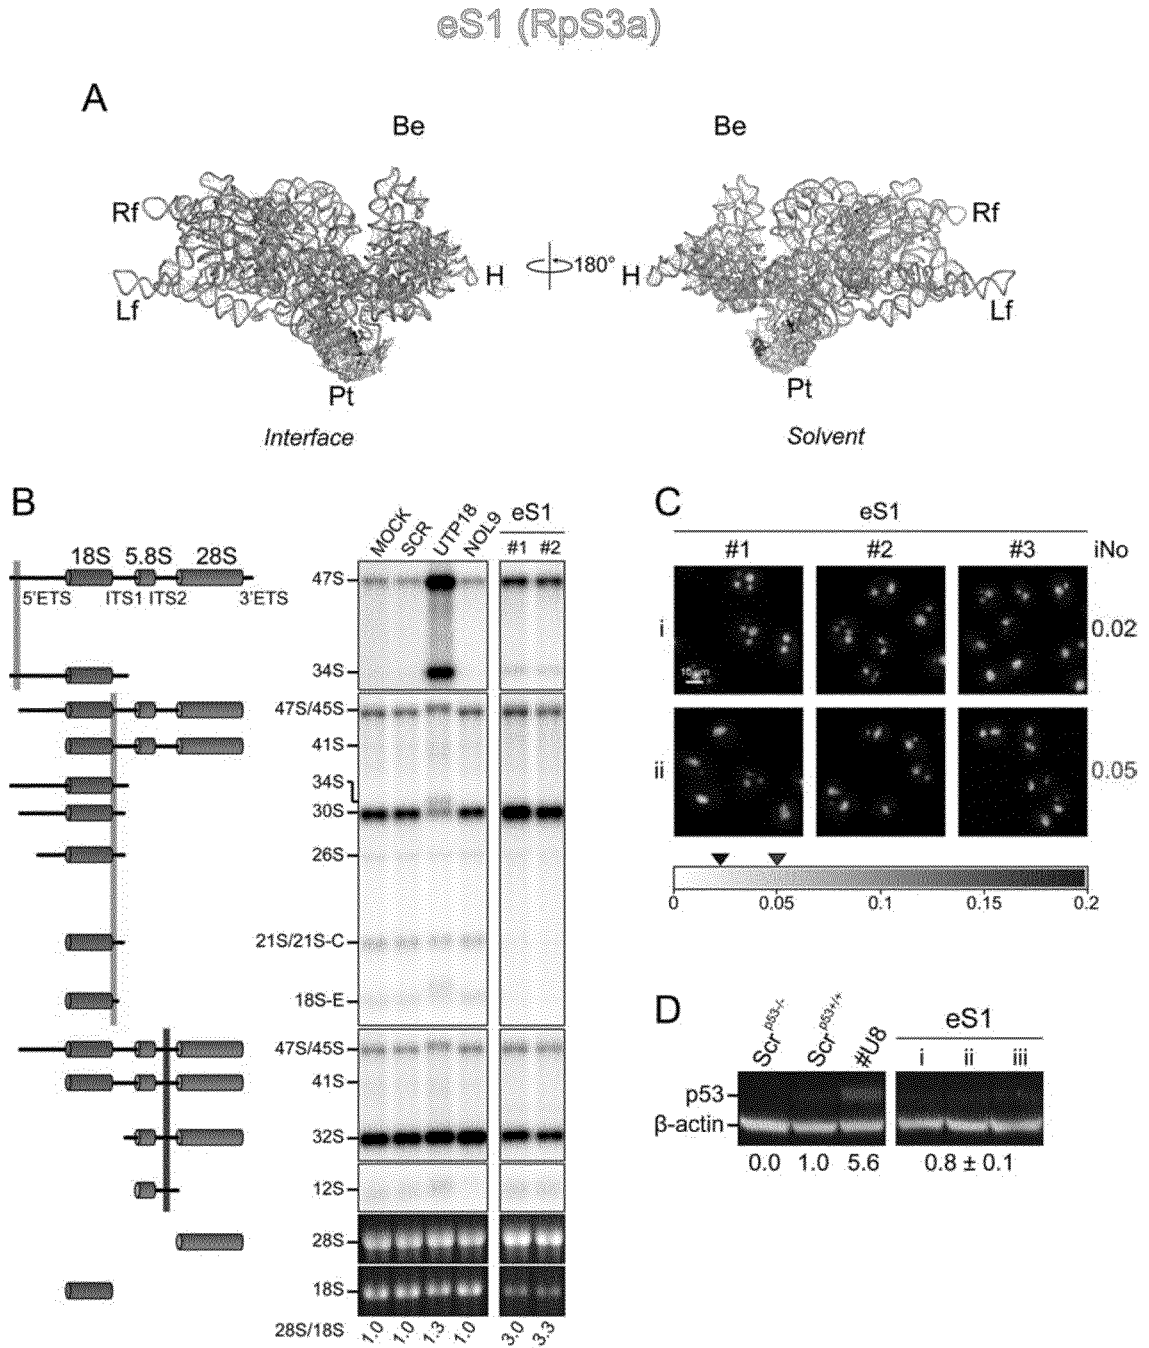 eS1 (RpS3a)
A
Be Be
Rf Rf
H 180° H
Lf Lf
Pt Pt
Interface Solvent
B
MOCK SCR UTP18 NOL9 eS1
#1 #2
18S 5.8S 28S
5'ETS ITS1 ITS2 3'ETS
47S
34S
47S/45S
41S
34S
30S
26S
21S/21S-C
18S-E
47S/45S
41S
32S
12S
28S
18S
28S/18S 1.0 1.0 1.3 1.0 3.0 3.3
C
eS1
#1 #2 #3 iNo
i 0.02
10µm
ii 0.05
0 0.05 0.1 0.15 0.2
D
Scr p53-/- Scr p53+/+ #U8 eS1
i ii iii
p53
β-actin
0.0 1.0 5.6 0.8 ± 0.1